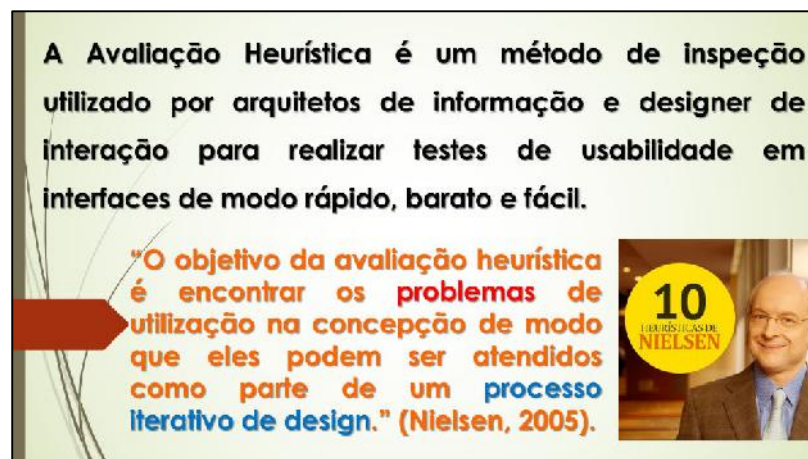 A Avaliação Heurística é um método de inspeção
utilizado por arquitetos de informação e designer de
interação para realizar testes de usabilidade em
interfaces de modo rápido, barato e fácil.
“O objetivo da avaliação heurística
é encontrar os problemas de
utilização na concepção de modo
que eles podem ser atendidos
como parte de um processo
iterativo de design.” (Nielsen, 2005).
10
HEURÍSTICAS DE
NIELSEN